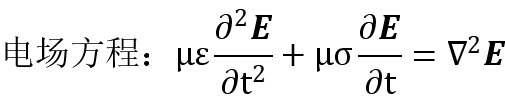 电场方程：με ∂²E/∂t² + μσ ∂E/∂t = ∇²E